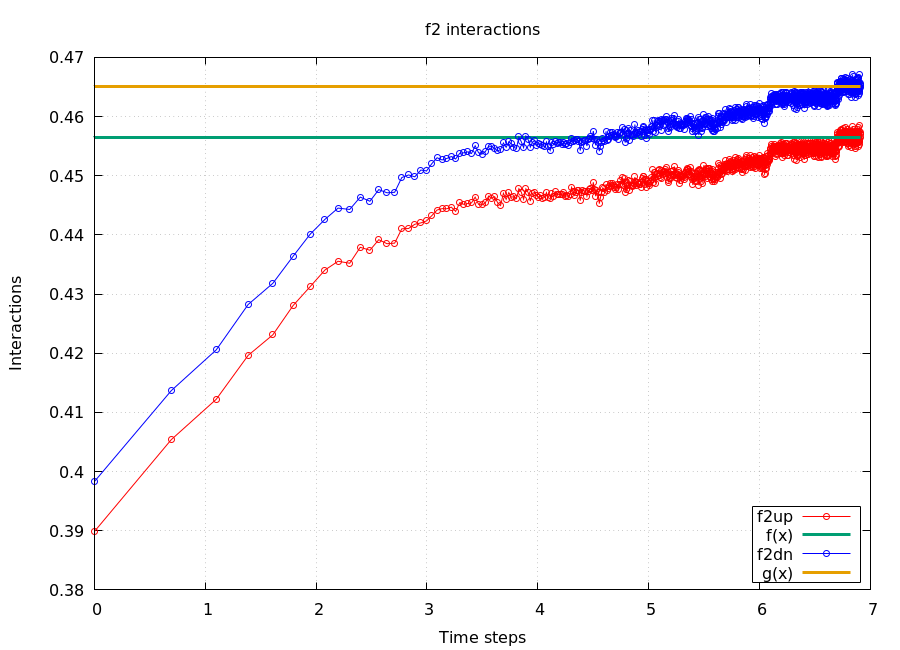 f2 interactions
0.47
0.46
0.45
0.44
0.43
0.42
0.41
0.4
0.39
0.38
Interactions
f2up
f(x)
f2dn
g(x)
0 1 2 3 4 5 6 7
Time steps